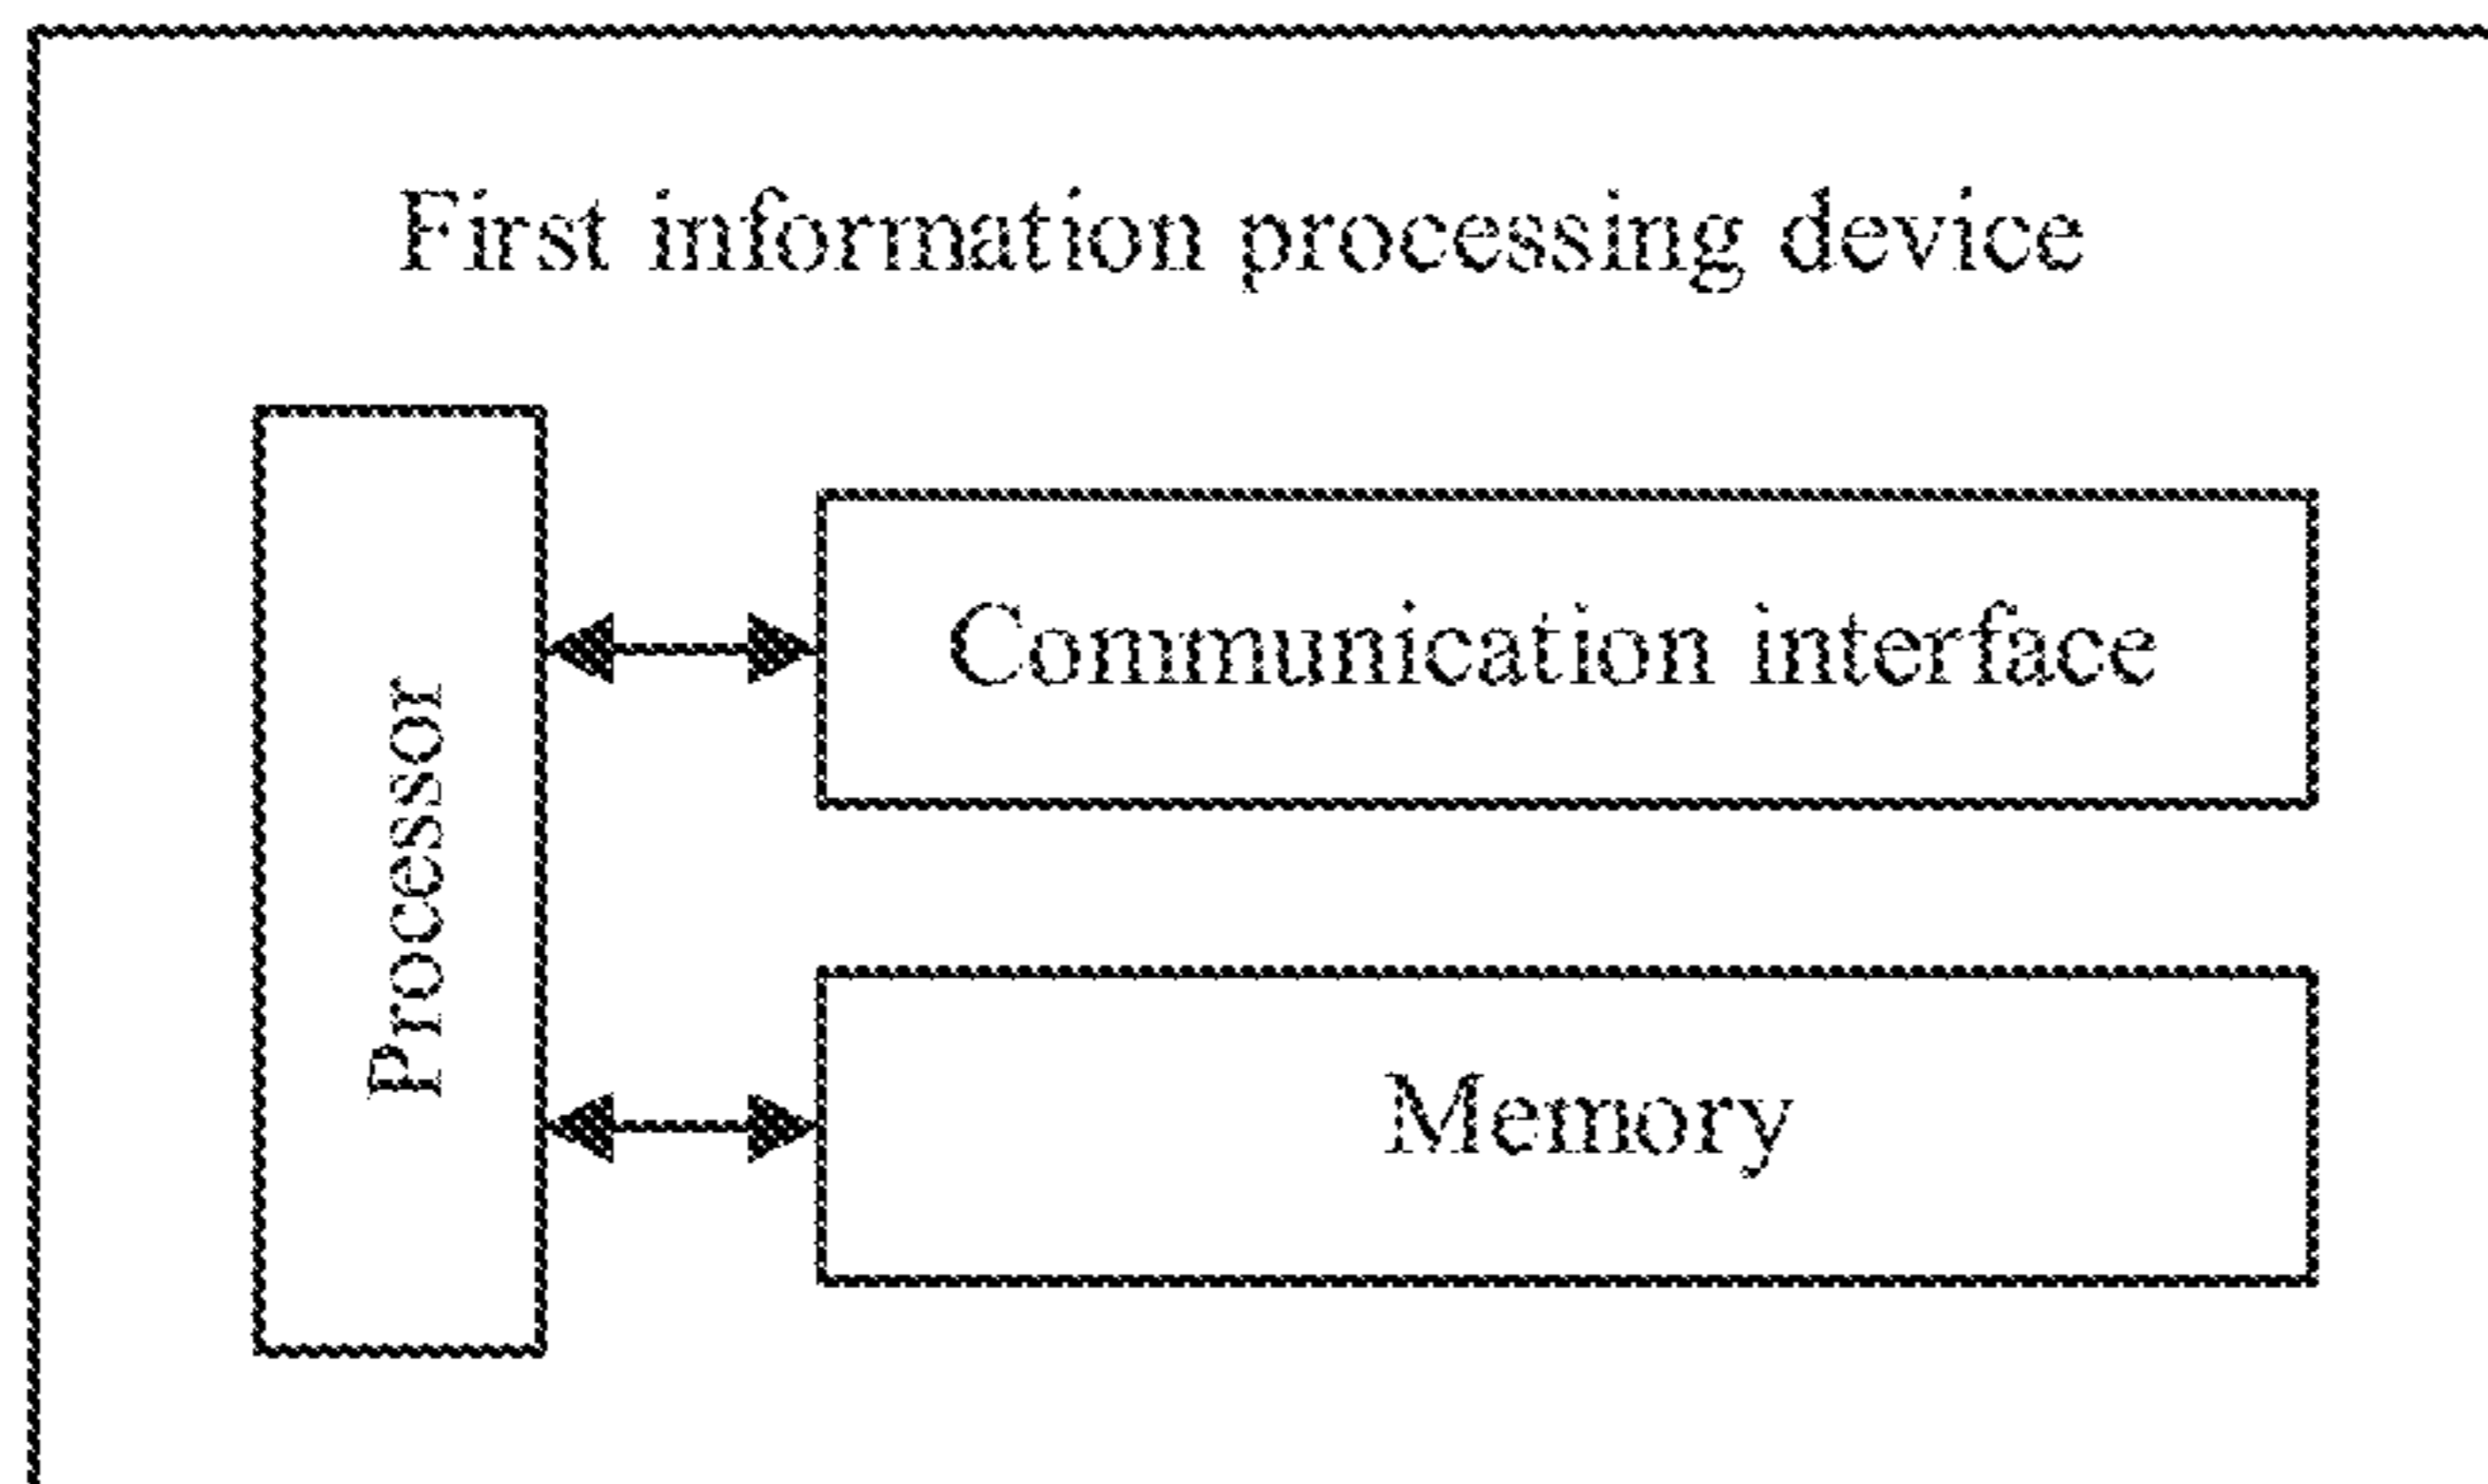 First information processing device
Processor
Communication interface
Memory